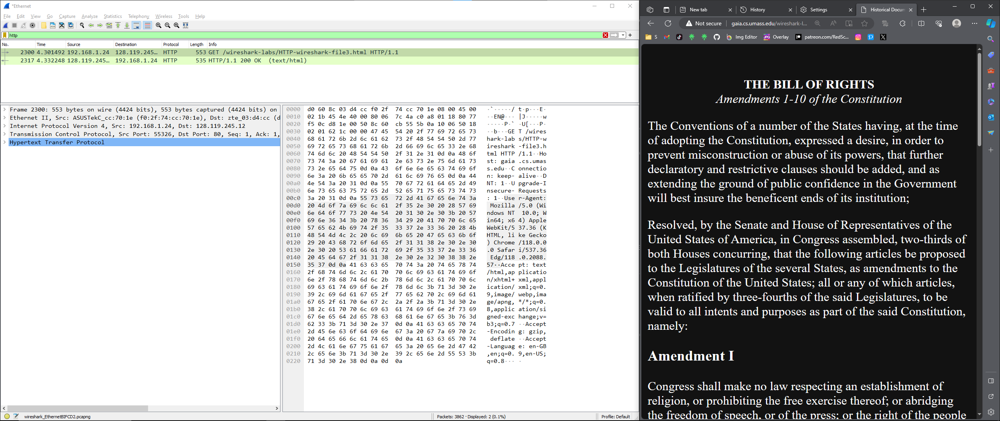 *Ethernet
File Edit View Go Capture Analyze Statistics Telephony Wireless Tools Help
http
No. Time Source Destination Protocol Length Info
2300 4.301492 192.168.1.24 128.119.245… HTTP 553 GET /wireshark-labs/HTTP-wireshark-file3.html HTTP/1.1
2317 4.332248 128.119.245… 192.168.1.24 HTTP 535 HTTP/1.1 200 OK (text/html)
Frame 2300: 553 bytes on wire (4424 bits), 553 bytes captured (4424 bits) on
Ethernet II, Src: ASUSTekC_cc:70:1e (f0:2f:74:cc:70:1e), Dst: zte_03:d4:cc (d
Internet Protocol Version 4, Src: 192.168.1.24, Dst: 128.119.245.12
Transmission Control Protocol, Src Port: 55326, Dst Port: 80, Seq: 1, Ack: 1,
Hypertext Transfer Protocol
0000 d0 60 8c 03 d4 cc f0 2f 74 cc 70 1e 08 00 45 00 ·`·····/ t·p···E·
0010 02 1b 45 4e 40 00 80 06 7c 4a c0 a8 01 18 80 77 ··EN@··· |J·····w
0020 f5 0c d8 1e 00 50 8c 60 cb 55 5b 0a 10 06 50 18 ·····P·` ·U[···P·
0030 02 01 62 1c 00 00 47 45 54 20 2f 77 69 72 65 73 ··b···GE T /wires
0040 68 61 72 6b 2d 6c 61 62 73 2f 48 54 54 50 2d 77 hark-lab s/HTTP-w
0050 69 72 65 73 68 61 72 6b 2d 66 69 6c 65 33 2e 68 ireshark -file3.h
0060 74 6d 6c 20 48 54 54 50 2f 31 2e 31 0d 0a 48 6f tml HTTP /1.1··Ho
0070 73 74 3a 20 67 61 69 61 2e 63 73 2e 75 6d 61 73 st: gaia .cs.umas
0080 73 2e 65 64 75 0d 0a 43 6f 6e 6e 65 63 74 69 6f s.edu··C onnectio
0090 6e 3a 20 6b 65 65 70 2d 61 6c 69 76 65 0d 0a 44 n: keep- alive··D
00a0 4e 54 3a 20 31 0d 0a 55 70 67 72 61 64 65 2d 49 NT: 1··U pgrade-I
00b0 6e 73 65 63 75 72 65 2d 52 65 71 75 65 73 74 73 nsecure- Requests
00c0 3a 20 31 0d 0a 55 73 65 72 2d 41 67 65 6e 74 3a : 1··Use r-Agent:
00d0 20 4d 6f 7a 69 6c 6c 61 2f 35 2e 30 20 28 57 69 Mozilla /5.0 (Wi
00e0 6e 64 6f 77 73 20 4e 54 20 31 30 2e 30 3b 20 57 ndows NT 10.0; W
00f0 69 6e 36 34 3b 20 78 36 34 29 20 41 70 70 6c 65 in64; x6 4) Apple
0100 57 65 62 4b 69 74 2f 35 33 37 2e 33 36 20 28 4b WebKit/5 37.36 (K
0110 48 54 4d 4c 2c 20 6c 69 6b 65 20 47 65 63 6b 6f HTML, li ke Gecko
0120 29 20 43 68 72 6f 6d 65 2f 31 31 38 2e 30 2e 30 ) Chrome /118.0.0
0130 2e 30 20 53 61 66 61 72 69 2f 35 33 37 2e 33 36 .0 Safar i/537.36
0140 20 45 64 67 2f 31 31 38 2e 30 2e 32 30 38 38 2e Edg/118 .0.2088.
0150 35 37 0d 0a 41 63 63 65 70 74 3a 20 74 65 78 74 57··Acce pt: text
0160 2f 68 74 6d 6c 2c 61 70 70 6c 69 63 61 74 69 6f /html,ap plicatio
0170 6e 2f 78 68 74 6d 6c 2b 78 6d 6c 2c 61 70 70 6c n/xhtml+ xml,appl
0180 69 63 61 74 69 6f 6e 2f 78 6d 6c 3b 71 3d 30 2e ication/ xml;q=0.
0190 39 2c 69 6d 61 67 65 2f 77 65 62 70 2c 69 6d 61 9,image/ webp,ima
01a0 67 65 2f 61 70 6e 67 2c 2a 2f 2a 3b 71 3d 30 2e ge/apng, */*;q=0.
01b0 38 2c 61 70 70 6c 69 63 61 74 69 6f 6e 2f 73 69 8,applic ation/si
01c0 67 6e 65 64 2d 65 78 63 68 61 6e 67 65 3b 76 3d gned-exc hange;v=
01d0 62 33 3b 71 3d 30 2e 37 0d 0a 41 63 63 65 70 74 b3;q=0.7 ··Accept
01e0 2d 45 6e 63 6f 64 69 6e 67 3a 20 67 7a 69 70 2c -Encodin g: gzip,
01f0 20 64 65 66 6c 61 74 65 0d 0a 41 63 63 65 70 74 deflate ··Accept
0200 2d 4c 61 6e 67 75 61 67 65 3a 20 65 6e 2d 47 42 -Languag e: en-GB
0210 2c 65 6e 3b 71 3d 30 2e 39 2c 65 6e 2d 55 53 3b ,en;q=0. 9,en-US;
0220 71 3d 30 2e 38 0d 0a 0d 0a q=0.8··· ·
wireshark_EthernetBIFCD2.pcapng
Packets: 3862 · Displayed: 2 (0.1%)
Profile: Default
New tab
History
Settings
Historical Docum
Not secure
gaia.cs.umass.edu/wireshark-l…
S
Img Editor
JPG Overlay
patreon.com/RedSc…
THE BILL OF RIGHTS
Amendments 1-10 of the Constitution
The Conventions of a number of the States having, at the time
of adopting the Constitution, expressed a desire, in order to
prevent misconstruction or abuse of its powers, that further
declaratory and restrictive clauses should be added, and as
extending the ground of public confidence in the Government
will best insure the beneficent ends of its institution;
Resolved, by the Senate and House of Representatives of the
United States of America, in Congress assembled, two-thirds of
both Houses concurring, that the following articles be proposed
to the Legislatures of the several States, as amendments to the
Constitution of the United States; all or any of which articles,
when ratified by three-fourths of the said Legislatures, to be
valid to all intents and purposes as part of the said Constitution,
namely:
Amendment I
Congress shall make no law respecting an establishment of
religion, or prohibiting the free exercise thereof; or abridging
the freedom of speech, or of the press; or the right of the people